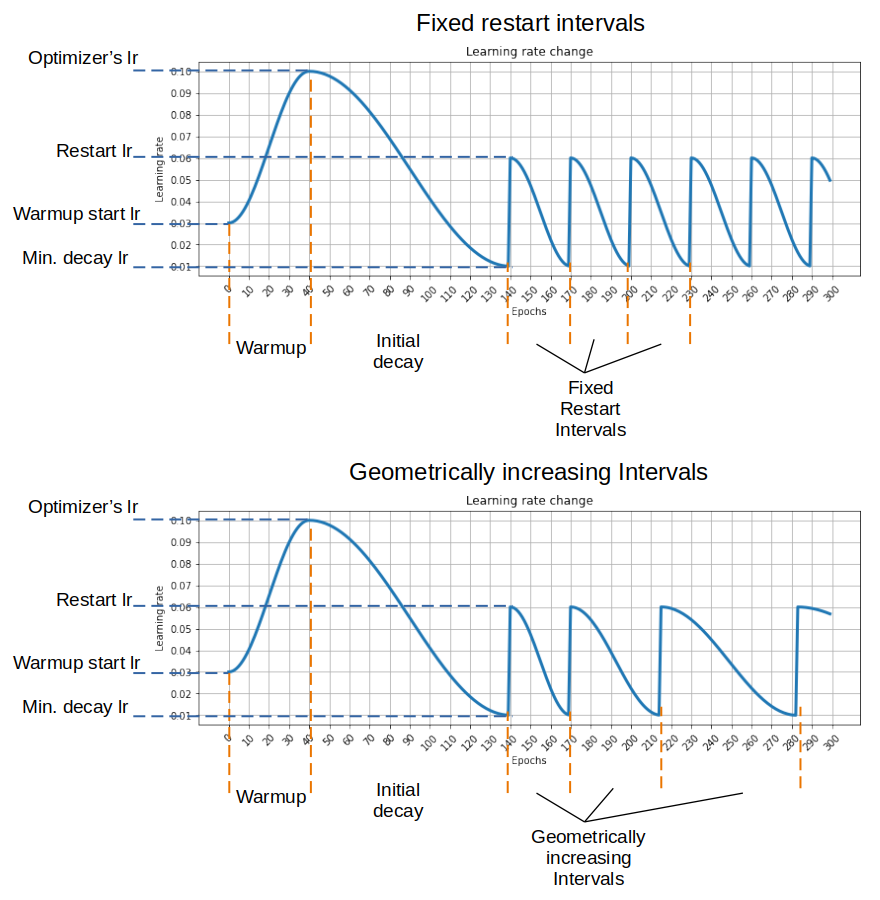 Fixed restart intervals
Learning rate change
Optimizer's lr
Restart lr
Warmup start lr
Min. decay lr
Learning rate
0.10
0.09
0.08
0.07
0.06
0.05
0.04
0.03
0.02
0.01
0 10 20 30 40 50 60 70 80 90 100 110 120 130 140 150 160 170 180 190 200 210 220 230 240 250 260 270 280 290 300
Epochs
Warmup
Initial
decay
Fixed
Restart
Intervals
Geometrically increasing Intervals
Learning rate change
Optimizer's lr
Restart lr
Warmup start lr
Min. decay lr
Learning rate
0.10
0.09
0.08
0.07
0.06
0.05
0.04
0.03
0.02
0.01
0 10 20 30 40 50 60 70 80 90 100 110 120 130 140 150 160 170 180 190 200 210 220 230 240 250 260 270 280 290 300
Epochs
Warmup
Initial
decay
Geometrically
increasing
Intervals